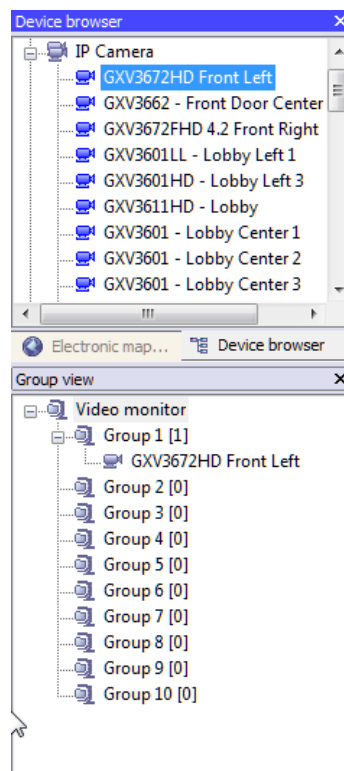 Device browser
IP Camera
GXV3672HD Front Left
GXV3662 - Front Door Center
GXV3672FHD 4.2 Front Right
GXV3601LL - Lobby Left 1
GXV3601HD - Lobby Left 3
GXV3611HD - Lobby
GXV3601 - Lobby Center 1
GXV3601 - Lobby Center 2
GXV3601 - Lobby Center 3
Electronic map... Device browser
Group view
Video monitor
Group 1 [1]
GXV3672HD Front Left
Group 2 [0]
Group 3 [0]
Group 4 [0]
Group 5 [0]
Group 6 [0]
Group 7 [0]
Group 8 [0]
Group 9 [0]
Group 10 [0]